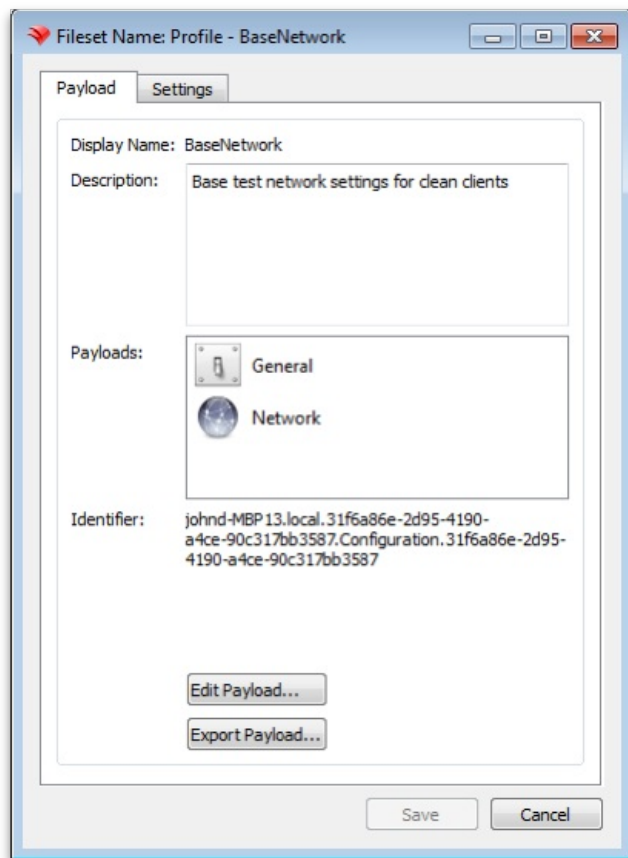 Fileset Name: Profile - BaseNetwork
Payload
Settings
Display Name: BaseNetwork
Description:
Base test network settings for clean clients
Payloads:
General
Network
Identifier:
johnd-MBP13.local.31f6a86e-2d95-4190-
a4ce-90c317bb3587.Configuration.31f6a86e-2d95-
4190-a4ce-90c317bb3587
Edit Payload...
Export Payload...
Save
Cancel